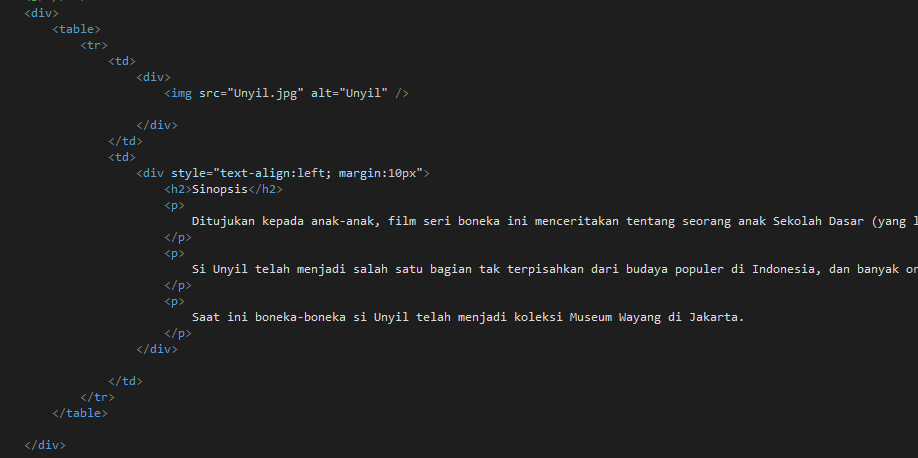 <div>
<table>
<tr>
<td>
<div>
<img src="Unyil.jpg" alt="Unyil" />
</div>
</td>
<td>
<div style="text-align:left; margin:10px">
<h2>Sinopsis</h2>
<p>
Ditujukan kepada anak-anak, film seri boneka ini menceritakan tentang seorang anak Sekolah Dasar (yang
</p>
<p>
Si Unyil telah menjadi salah satu bagian tak terpisahkan dari budaya populer di Indonesia, dan banyak
</p>
<p>
Saat ini boneka-boneka si Unyil telah menjadi koleksi Museum Wayang di Jakarta.
</p>
</div>
</td>
</tr>
</table>
</div>